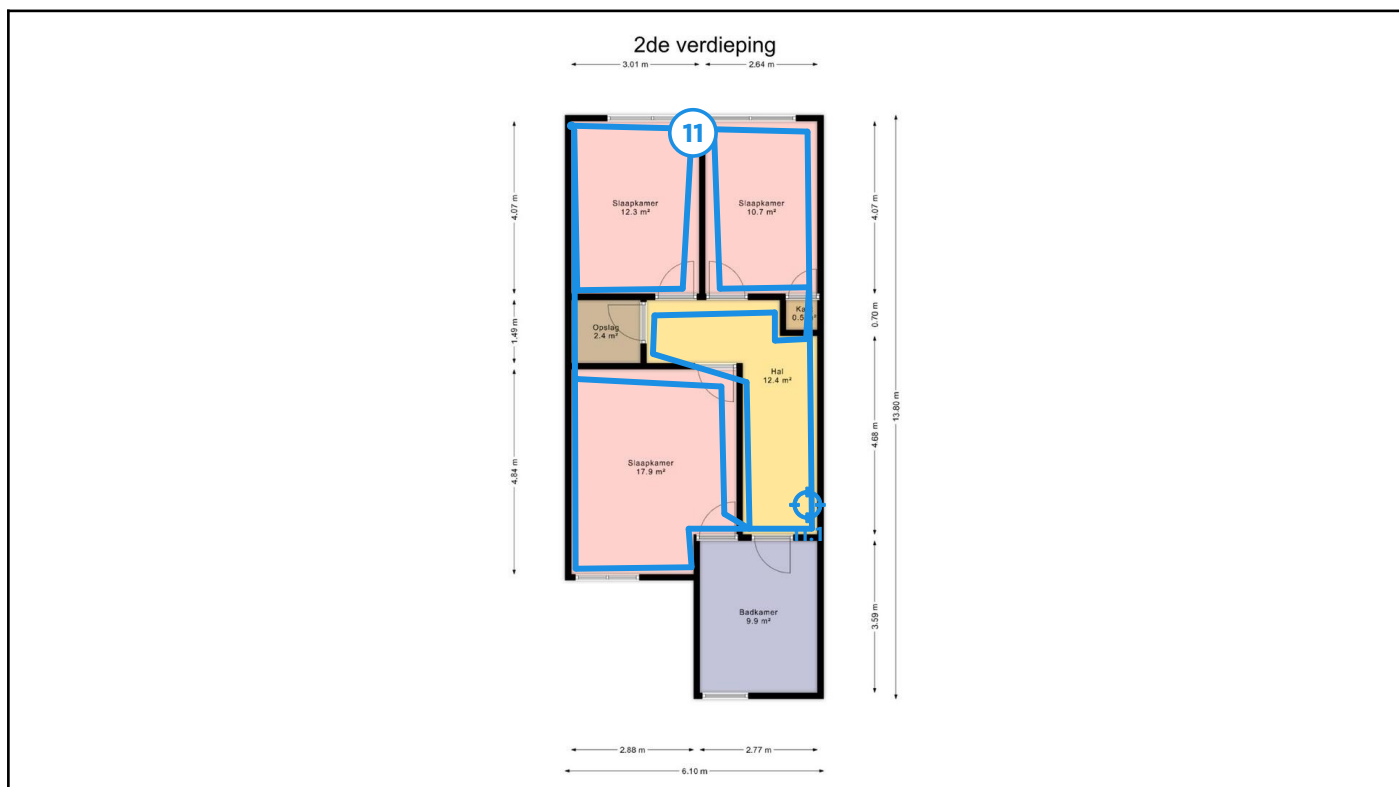 2de verdieping
3.01 m
2.64 m
11
4.07 m
Slaapkamer
12.3 m²
Slaapkamer
10.7 m²
4.07 m
1.49 m
Opslag
2.4 m²
0.70 m
Hal
12.4 m²
13.80 m
4.84 m
Slaapkamer
17.9 m²
4.68 m
Badkamer
9.9 m²
3.59 m
2.88 m
2.77 m
6.10 m